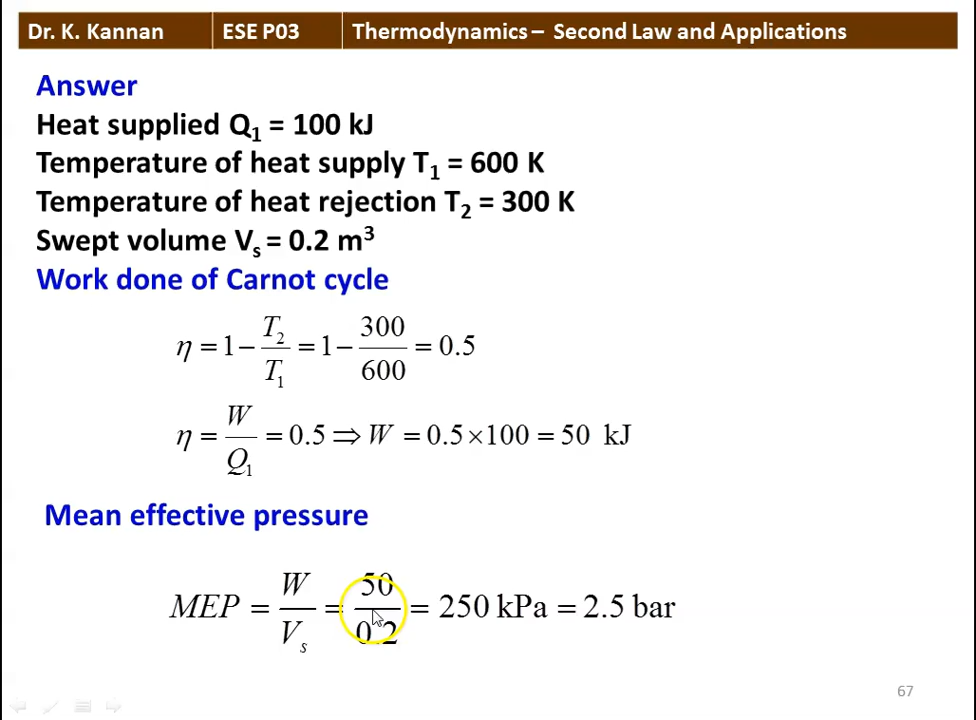 Dr. K. Kannan ESE P03 Thermodynamics – Second Law and Applications
Answer
Heat supplied Q₁ = 100 kJ
Temperature of heat supply T₁ = 600 K
Temperature of heat rejection T₂ = 300 K
Swept volume Vₛ = 0.2 m³
Work done of Carnot cycle
η = 1 − T₂/T₁ = 1 − 300/600 = 0.5
η = W/Q₁ = 0.5 ⇒ W = 0.5 × 100 = 50 kJ
Mean effective pressure
MEP = W/Vₛ = 50/0.2 = 250 kPa = 2.5 bar
67